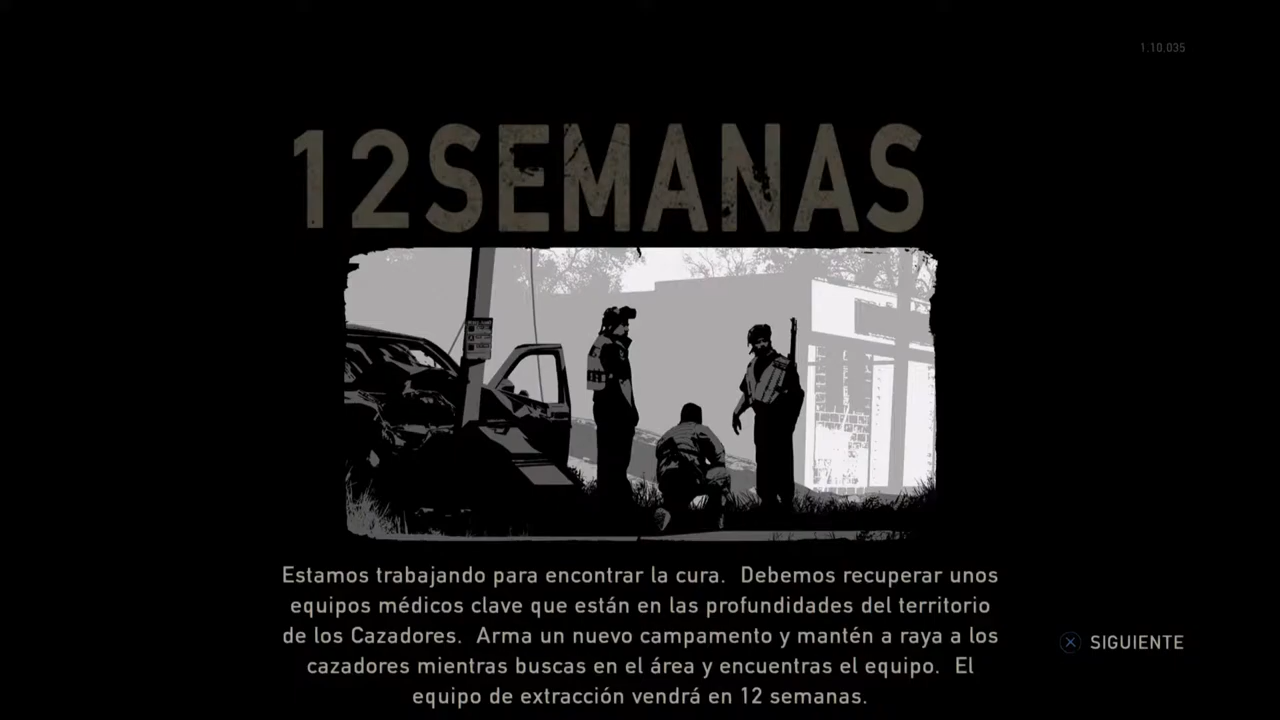 1.10.035
12SEMANAS
Estamos trabajando para encontrar la cura.  Debemos recuperar unos
equipos médicos clave que están en las profundidades del territorio
de los Cazadores.  Arma un nuevo campamento y mantén a raya a los
cazadores mientras buscas en el área y encuentras el equipo.  El
equipo de extracción vendrá en 12 semanas.
SIGUIENTE